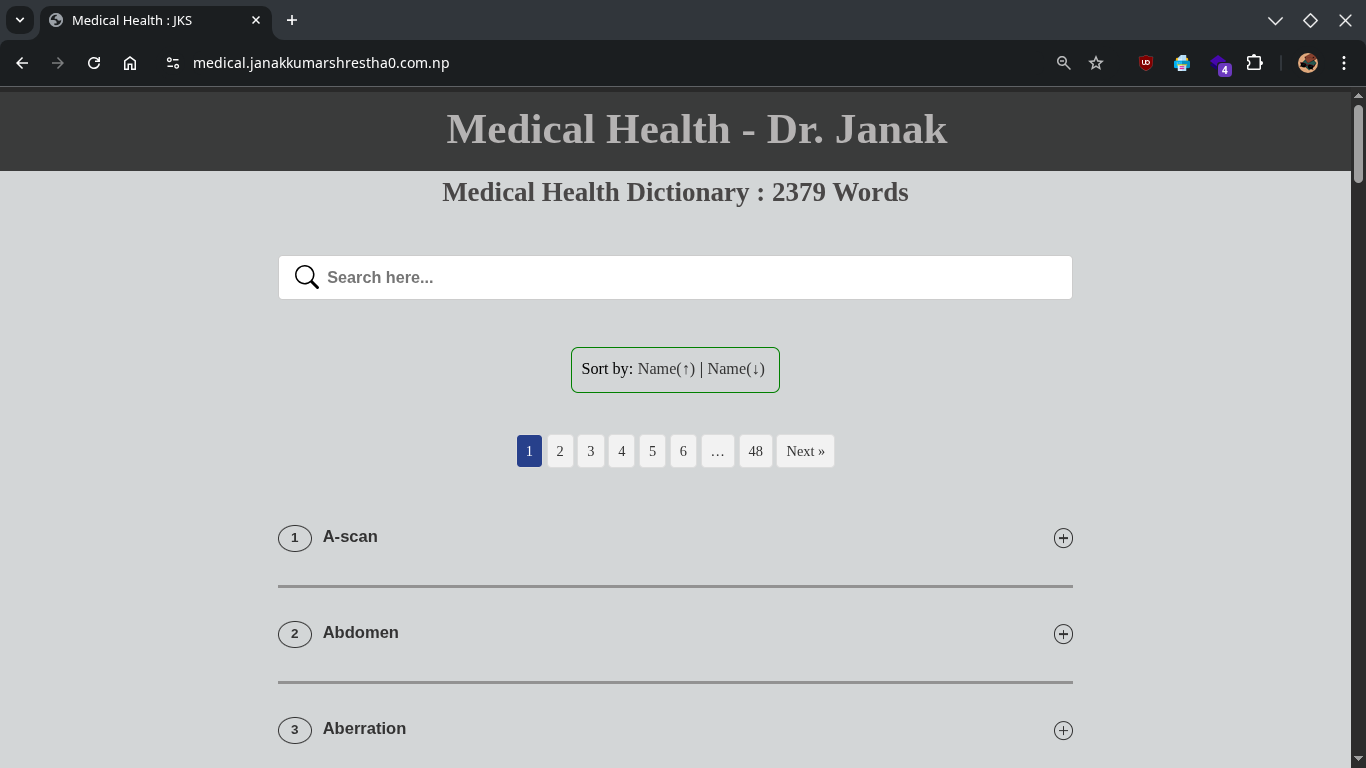 Medical Health : JKS
medical.janakkumarshrestha0.com.np
4
Medical Health - Dr. Janak
Medical Health Dictionary : 2379 Words
Search here...
Sort by: Name(↑) | Name(↓)
1 2 3 4 5 6 … 48 Next »
1 A-scan
2 Abdomen
3 Aberration